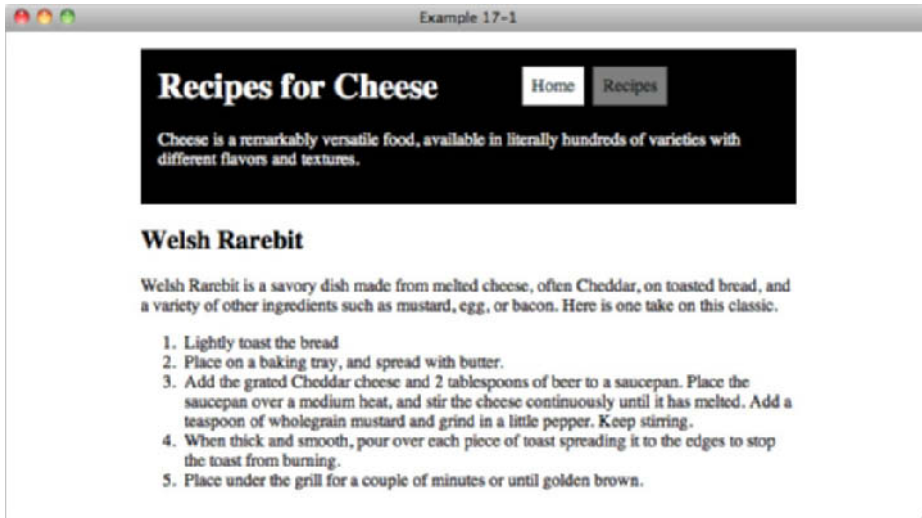 Example 17-1
Recipes for Cheese
Home
Recipes
Cheese is a remarkably versatile food, available in literally hundreds of varieties with
different flavors and textures.
Welsh Rarebit
Welsh Rarebit is a savory dish made from melted cheese, often Cheddar, on toasted bread, and
a variety of other ingredients such as mustard, egg, or bacon. Here is one take on this classic.
1. Lightly toast the bread
2. Place on a baking tray, and spread with butter.
3. Add the grated Cheddar cheese and 2 tablespoons of beer to a saucepan. Place the
saucepan over a medium heat, and stir the cheese continuously until it has melted. Add a
teaspoon of wholegrain mustard and grind in a little pepper. Keep stirring.
4. When thick and smooth, pour over each piece of toast spreading it to the edges to stop
the toast from burning.
5. Place under the grill for a couple of minutes or until golden brown.